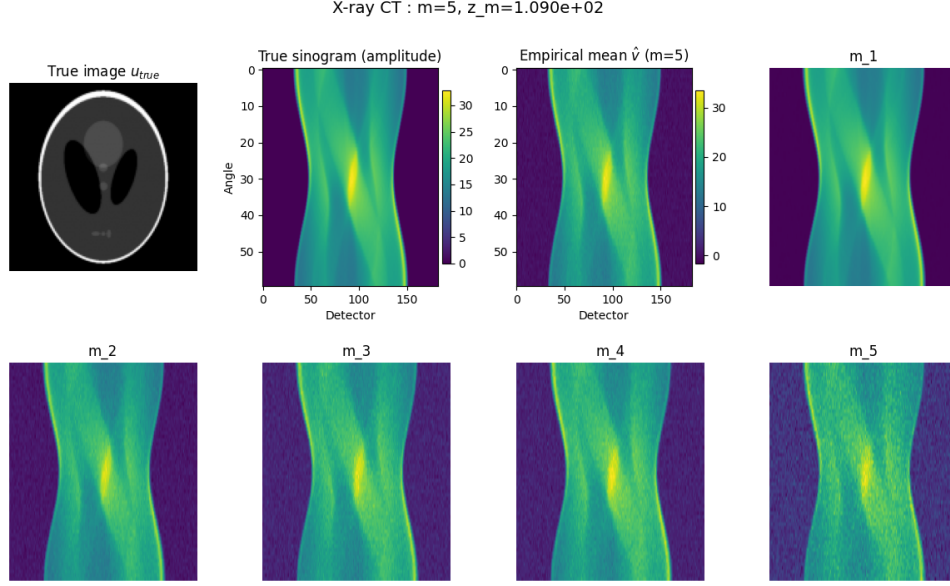 X-ray CT : m=5, z_m=1.090e+02
True image u_true
True sinogram (amplitude)
Empirical mean v̂ (m=5)
m_1
0
10
20
30
40
50
Angle
0
50
100
150
Detector
30
25
20
15
10
5
0
0
10
20
30
40
50
0
50
100
150
Detector
30
20
10
0
m_2
m_3
m_4
m_5